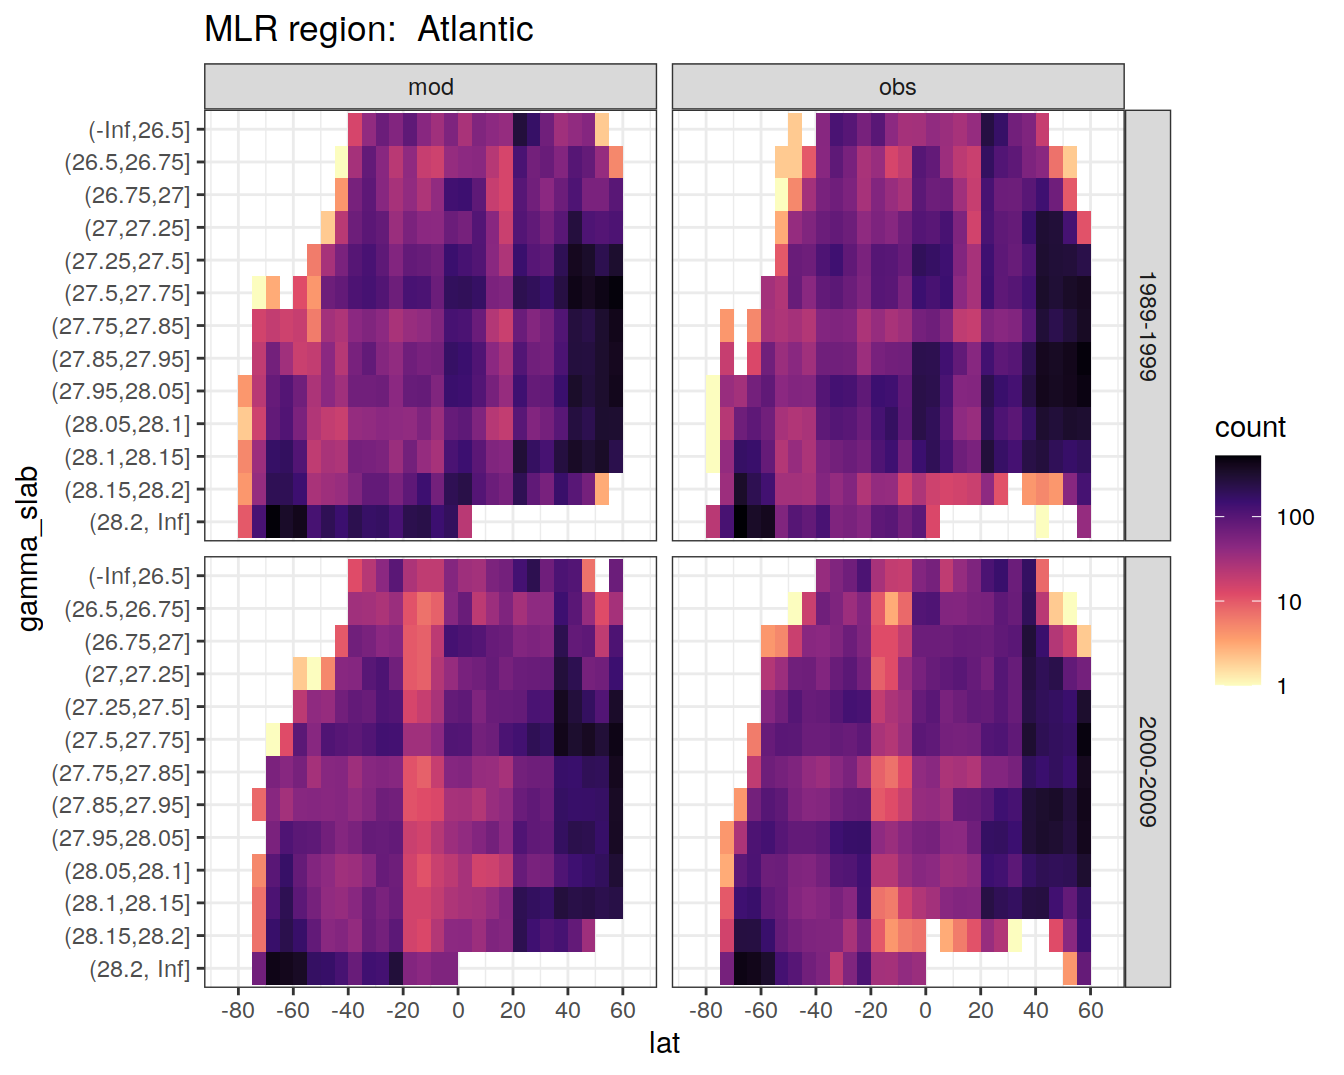 MLR region:  Atlantic
mod
obs
(-Inf,26.5]
(26.5,26.75]
(26.75,27]
(27,27.25]
(27.25,27.5]
(27.5,27.75]
(27.75,27.85]
(27.85,27.95]
(27.95,28.05]
(28.05,28.1]
(28.1,28.15]
(28.15,28.2]
(28.2, Inf]
1989-1999
(-Inf,26.5]
(26.5,26.75]
(26.75,27]
(27,27.25]
(27.25,27.5]
(27.5,27.75]
(27.75,27.85]
(27.85,27.95]
(27.95,28.05]
(28.05,28.1]
(28.1,28.15]
(28.15,28.2]
(28.2, Inf]
2000-2009
gamma_slab
-80 -60 -40 -20 0 20 40 60
-80 -60 -40 -20 0 20 40 60
lat
count
100
10
1